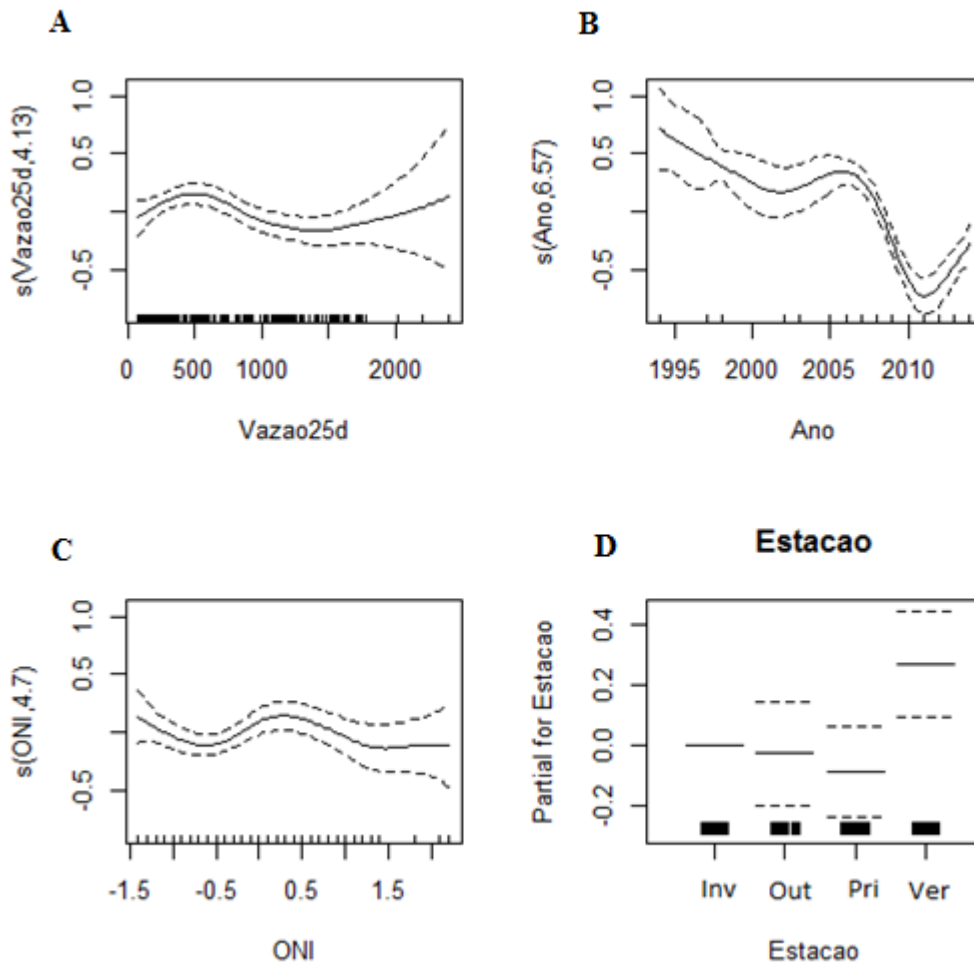 A
s(Vazao25d,4.13)
1.0
0.5
-0.5
0
500
1000
2000
Vazao25d
B
s(Ano,6.57)
1.0
0.5
-0.5
1995
2000
2005
2010
Ano
C
s(ONI,4.7)
1.0
0.5
-0.5
-1.5
-0.5
0.5
1.5
ONI
D
Estacao
Partial for Estacao
0.4
0.2
0.0
-0.2
Inv
Out
Pri
Ver
Estacao